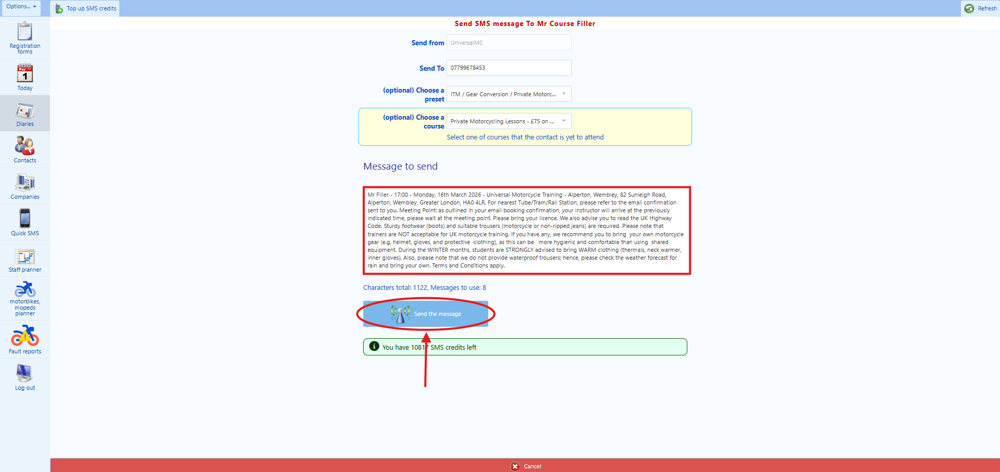 Options...
Top up SMS credits
Refresh
Registration
forms
Day
1
Today
Diaries
Contacts
Companies
Quick SMS
Staff planner
motorbikes,
mopeds
planner
Fault reports
Log out
Send SMS message To Mr Course Filler
Send from
UniversalMC
Send To
07799678453
(optional) Choose a
preset
ITM / Gear Conversion / Private Motorc...
(optional) Choose a
course
Private Motorcycling Lessons - £75 on ...
Select one of courses that the contact is yet to attend
Message to send
Mr Filler - 17:00 - Monday, 16th March 2026 - Universal Motorcycle Training - Alperton, Wembley, 82 Sunleigh Road,
Alperton, Wembley, Greater London, HA0 4LR. For nearest Tube/Tram/Rail Station, please refer to the email confirmation
sent to you. Meeting Point: as outlined in your email booking confirmation, your instructor will arrive at the previously
indicated time, please wait at the meeting point. Please bring your licence. We also advise you to read the UK Highway
Code. Sturdy footwear (boots) and suitable trousers (motorcycle or non-ripped jeans) are required. Please note that
trainers are NOT acceptable for UK motorcycle training. If you have any, we recommend you to bring  your own motorcycle
gear (e.g. helmet, gloves, and protective  clothing), as this can be   more hygienic and comfortable than using  shared
equipment. During the WINTER months, students are STRONGLY advised to bring WARM clothing (thermals, neck warmer,
inner gloves). Also, please note that we do not provide waterproof trousers; hence, please check the weather forecast for
rain and bring your own. Terms and Conditions apply.
Characters total: 1122, Messages to use: 8
Send the message
You have 10817 SMS credits left
Cancel